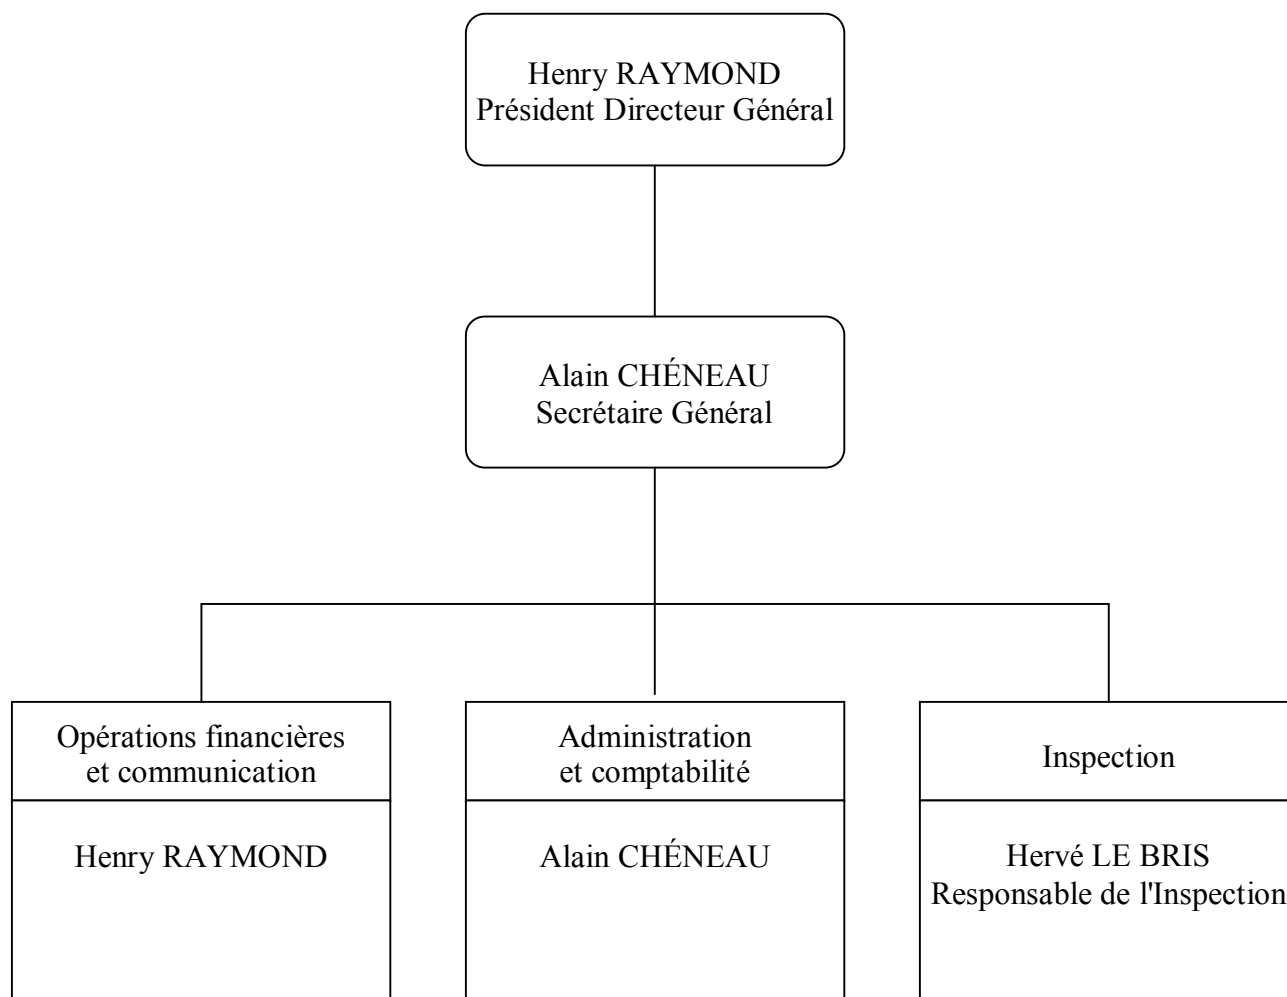 Henry RAYMOND
Président Directeur Général
Alain CHÉNEAU
Secrétaire Général
Opérations financières
et communication
Henry RAYMOND
Administration
et comptabilité
Alain CHÉNEAU
Inspection
Hervé LE BRIS
Responsable de l'Inspection